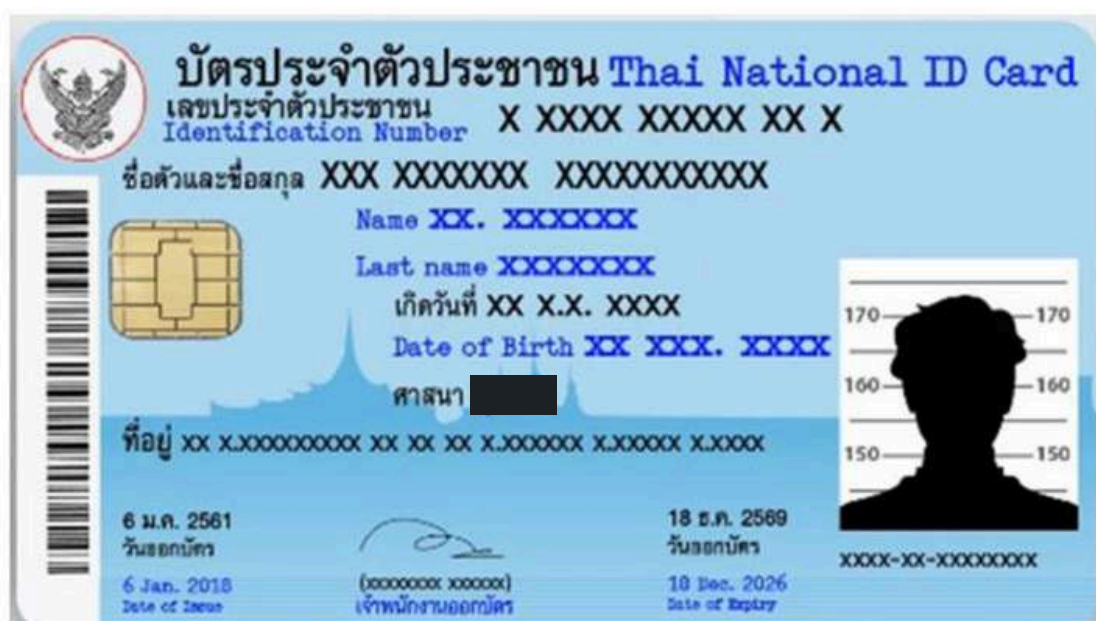 บัตรประจำตัวประชาชน Thai National ID Card
เลขประจำตัวประชาชน
Identification Number X XXXX XXXXX XX X
ชื่อตัวและชื่อสกุล XXX XXXXXXX XXXXXXXXXXX
Name XX. XXXXXX
Last name XXXXXXX
เกิดวันที่ XX X.X. XXXX
Date of Birth XX XXX. XXXX
ศาสนา
ที่อยู่ XX X.XXXXXXXXX XX XX XX X.XXXXXX X.XXXXX X.XXXX
170 170
160 160
150 150
6 ม.ค. 2561
วันออกบัตร
6 Jan. 2018
Date of Issue
(xxxxxxxx xxxxxx)
เจ้าพนักงานออกบัตร
18 ธ.ค. 2569
วันออกบัตร
18 Dec. 2026
Date of Expiry
XXXX-XX-XXXXXXXX